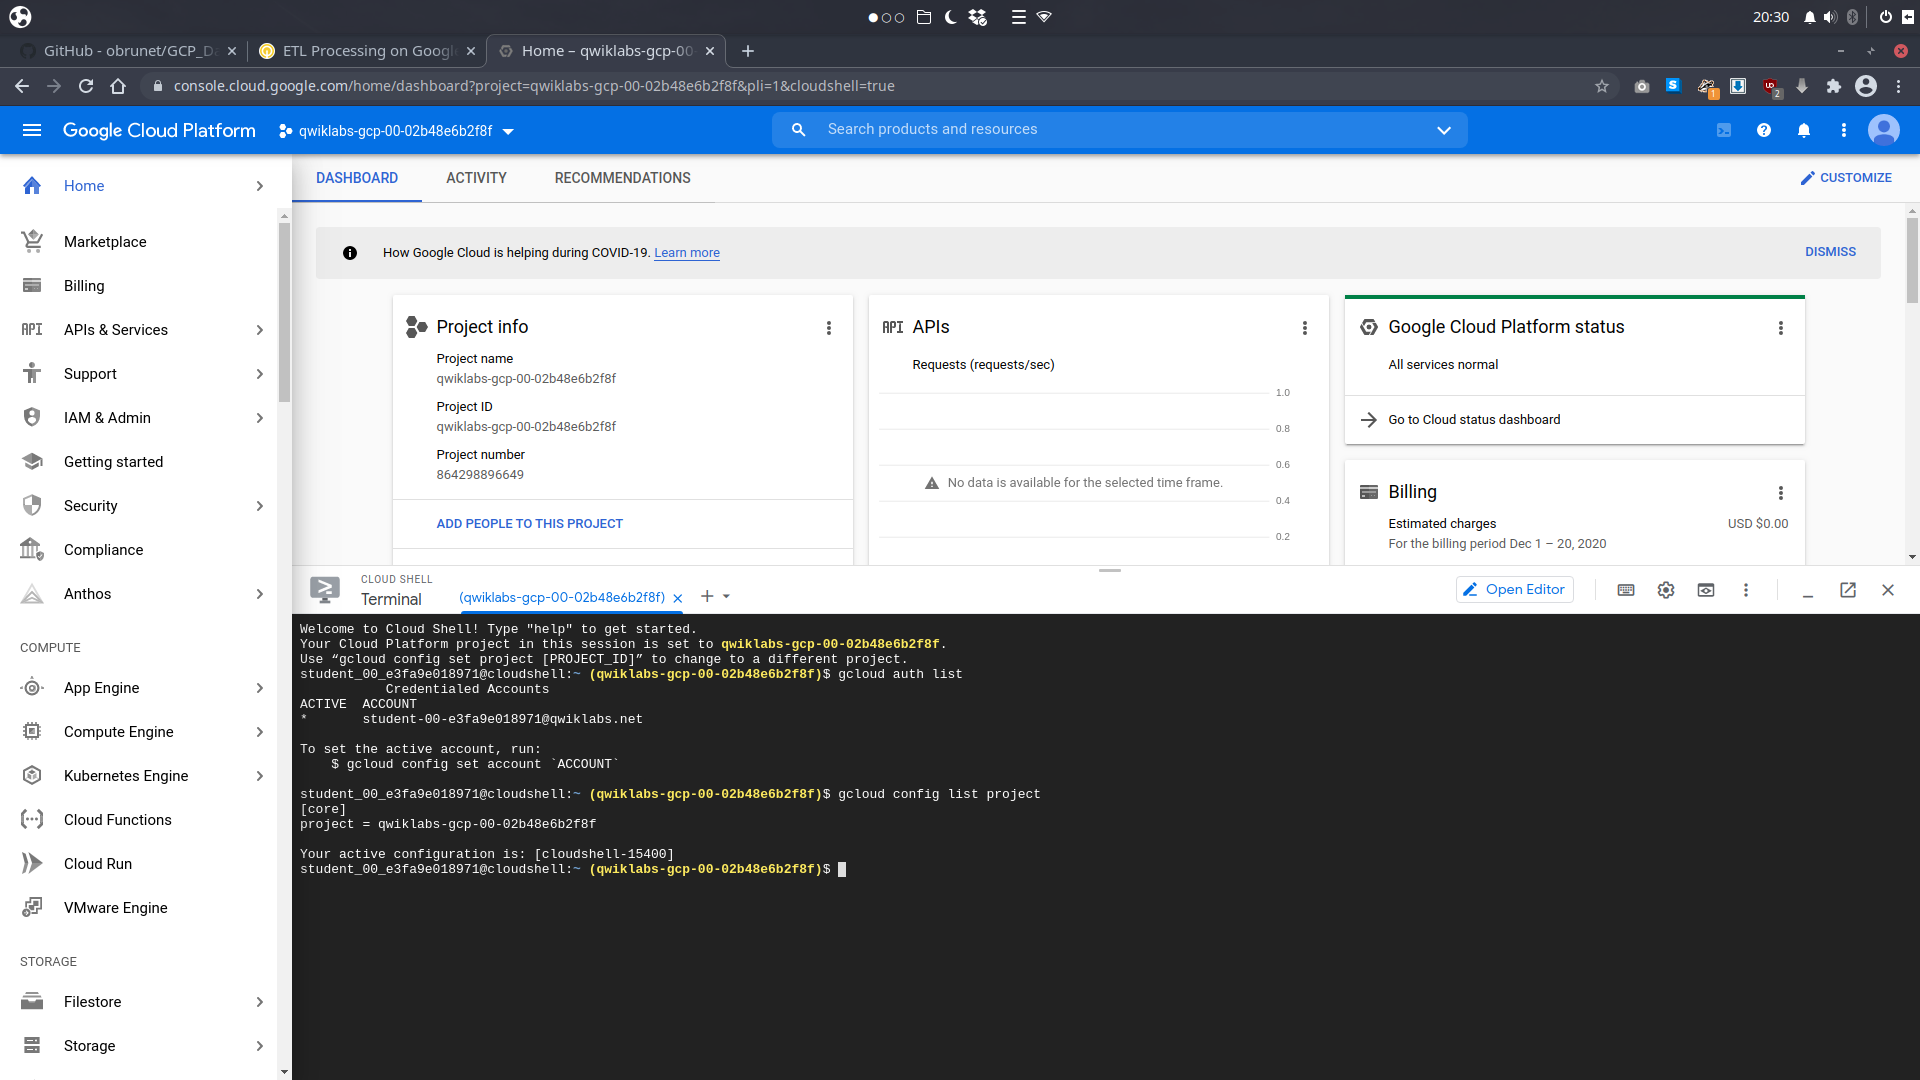 20:30
GitHub - obrunet/GCP_Da
ETL Processing on Google
Home – qwiklabs-gcp-00-
console.cloud.google.com/home/dashboard?project=qwiklabs-gcp-00-02b48e6b2f8f&pli=1&cloudshell=true
1
2
Google Cloud Platform
qwiklabs-gcp-00-02b48e6b2f8f
Search products and resources
Home
Marketplace
Billing
APIs & Services
Support
IAM & Admin
Getting started
Security
Compliance
Anthos
COMPUTE
App Engine
Compute Engine
Kubernetes Engine
Cloud Functions
Cloud Run
VMware Engine
STORAGE
Filestore
Storage
DASHBOARD
ACTIVITY
RECOMMENDATIONS
CUSTOMIZE
How Google Cloud is helping during COVID-19. Learn more
DISMISS
Project info
Project name
qwiklabs-gcp-00-02b48e6b2f8f
Project ID
qwiklabs-gcp-00-02b48e6b2f8f
Project number
864298896649
ADD PEOPLE TO THIS PROJECT
API APIs
Requests (requests/sec)
1.0
0.8
0.6
No data is available for the selected time frame.
0.4
0.2
Google Cloud Platform status
All services normal
Go to Cloud status dashboard
Billing
Estimated charges
USD $0.00
For the billing period Dec 1 – 20, 2020
CLOUD SHELL
Terminal
(qwiklabs-gcp-00-02b48e6b2f8f)
Open Editor
Welcome to Cloud Shell! Type "help" to get started.
Your Cloud Platform project in this session is set to qwiklabs-gcp-00-02b48e6b2f8f.
Use “gcloud config set project [PROJECT_ID]” to change to a different project.
student_00_e3fa9e018971@cloudshell:~ (qwiklabs-gcp-00-02b48e6b2f8f)$ gcloud auth list
Credentialed Accounts
ACTIVE  ACCOUNT
*       student-00-e3fa9e018971@qwiklabs.net
To set the active account, run:
$ gcloud config set account `ACCOUNT`
student_00_e3fa9e018971@cloudshell:~ (qwiklabs-gcp-00-02b48e6b2f8f)$ gcloud config list project
[core]
project = qwiklabs-gcp-00-02b48e6b2f8f
Your active configuration is: [cloudshell-15400]
student_00_e3fa9e018971@cloudshell:~ (qwiklabs-gcp-00-02b48e6b2f8f)$